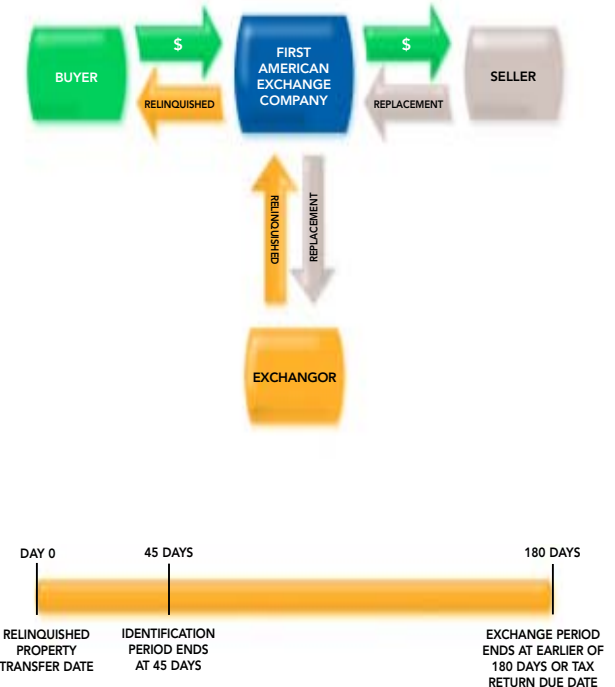 BUYER
$
RELINQUISHED
FIRST
AMERICAN
EXCHANGE
COMPANY
$
REPLACEMENT
SELLER
RELINQUISHED
REPLACEMENT
EXCHANGOR
DAY 0
45 DAYS
180 DAYS
RELINQUISHED
PROPERTY
TRANSFER DATE
IDENTIFICATION
PERIOD ENDS
AT 45 DAYS
EXCHANGE PERIOD
ENDS AT EARLIER OF
180 DAYS OR TAX
RETURN DUE DATE